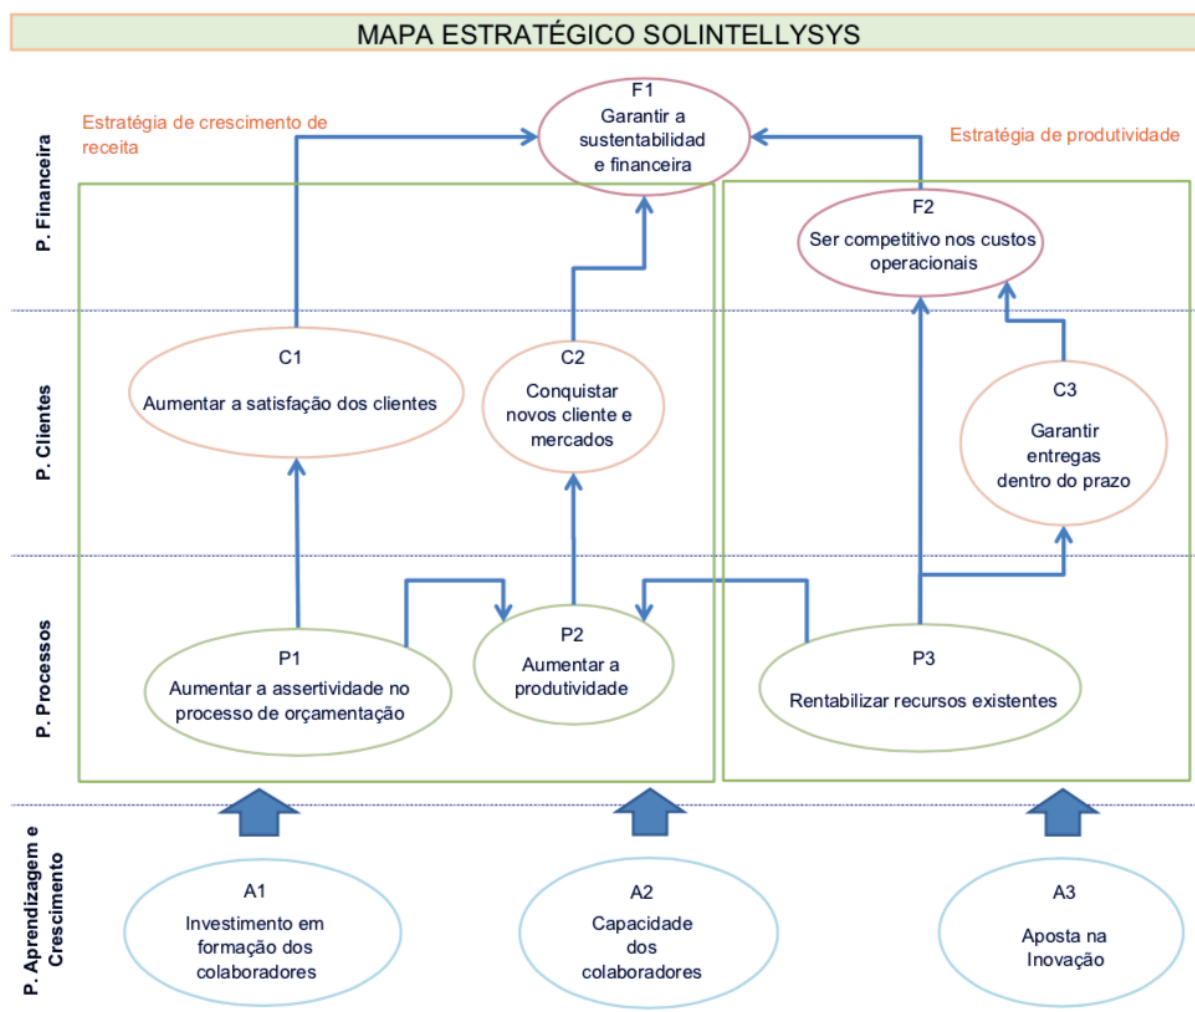 MAPA ESTRATÉGICO SOLINTELLYSYS
P. Financeira
Estratégia de crescimento de
receita
F1
Garantir a
sustentabilidad
e financeira
Estratégia de produtividade
F2
Ser competitivo nos custos
operacionais
P. Clientes
C1
Aumentar a satisfação dos clientes
C2
Conquistar
novos cliente e
mercados
C3
Garantir
entregas
dentro do prazo
P. Processos
P1
Aumentar a assertividade no
processo de orçamentação
P2
Aumentar a
produtividade
P3
Rentabilizar recursos existentes
P. Aprendizagem e
Crescimento
A1
Investimento em
formação dos
colaboradores
A2
Capacidade
dos
colaboradores
A3
Aposta na
Inovação